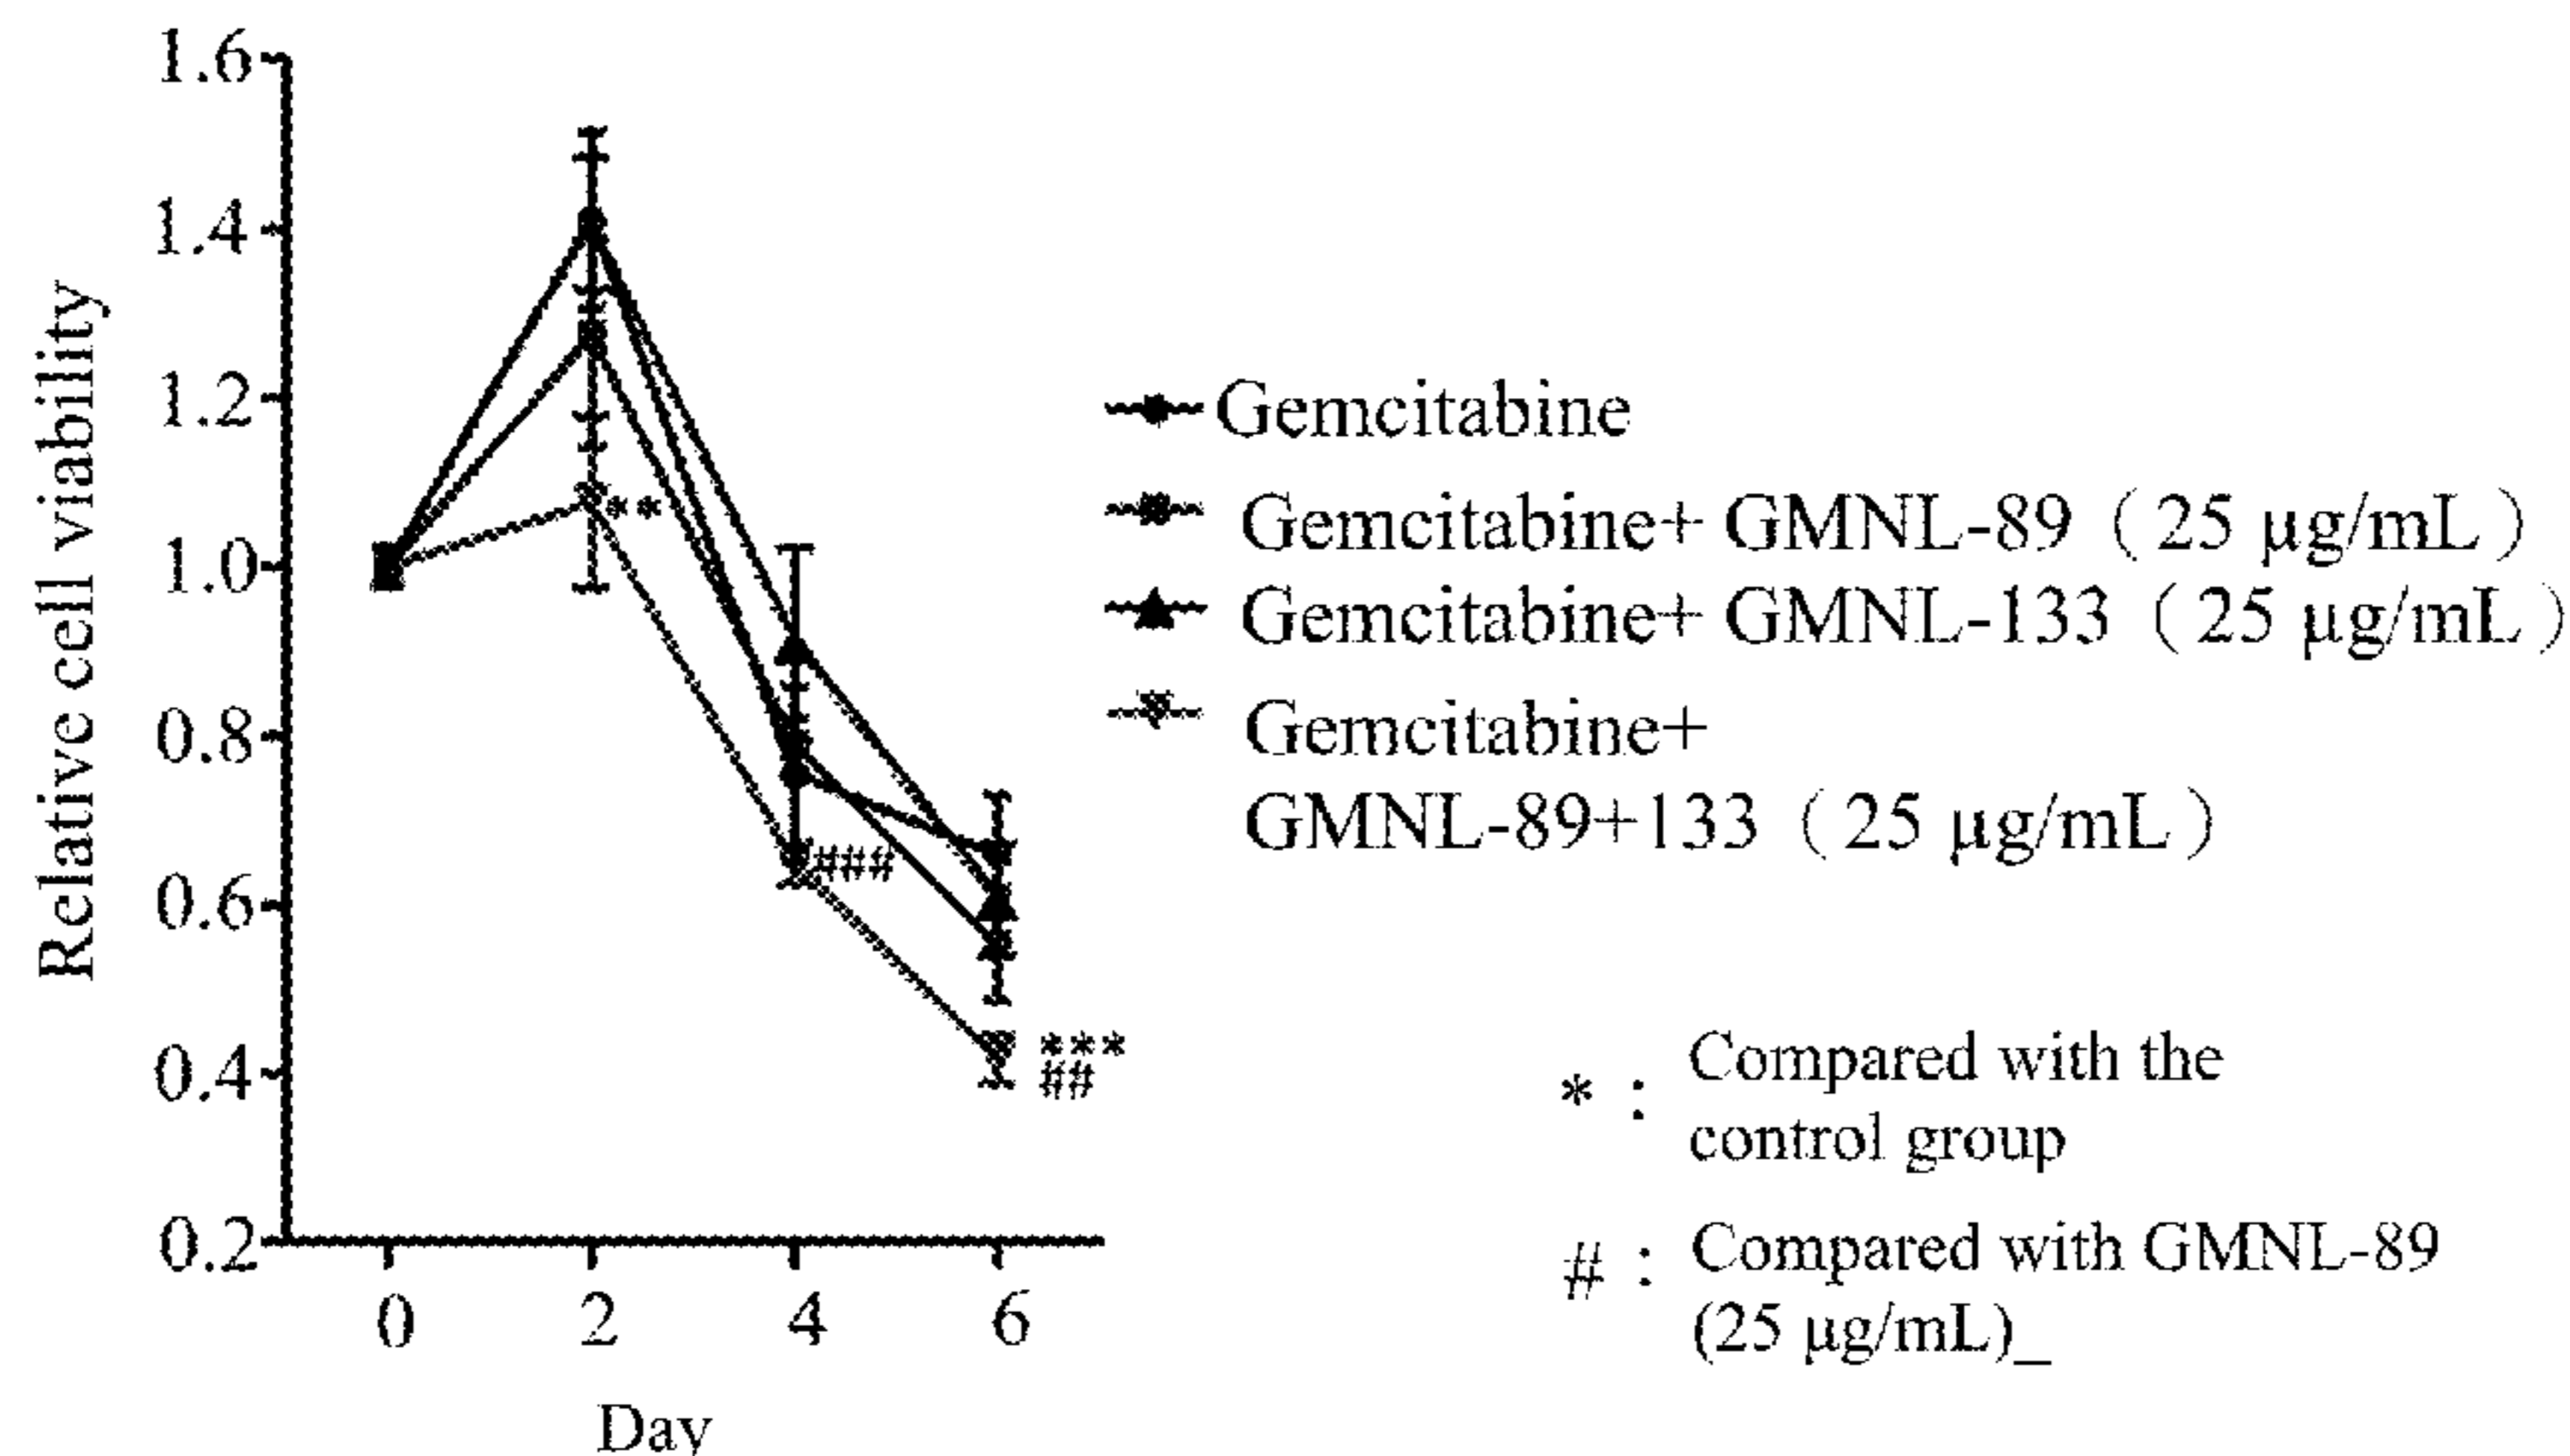 1.6
1.4
1.2
1.0
0.8
0.6
0.4
0.2
Relative cell viability
0 2 4 6
Day
**
###
***
##
Gemcitabine
Gemcitabine+ GMNL-89（25 μg/mL）
Gemcitabine+ GMNL-133（25 μg/mL）
Gemcitabine+
GMNL-89+133（25 μg/mL）
* : Compared with the
control group
# : Compared with GMNL-89
(25 μg/mL)_